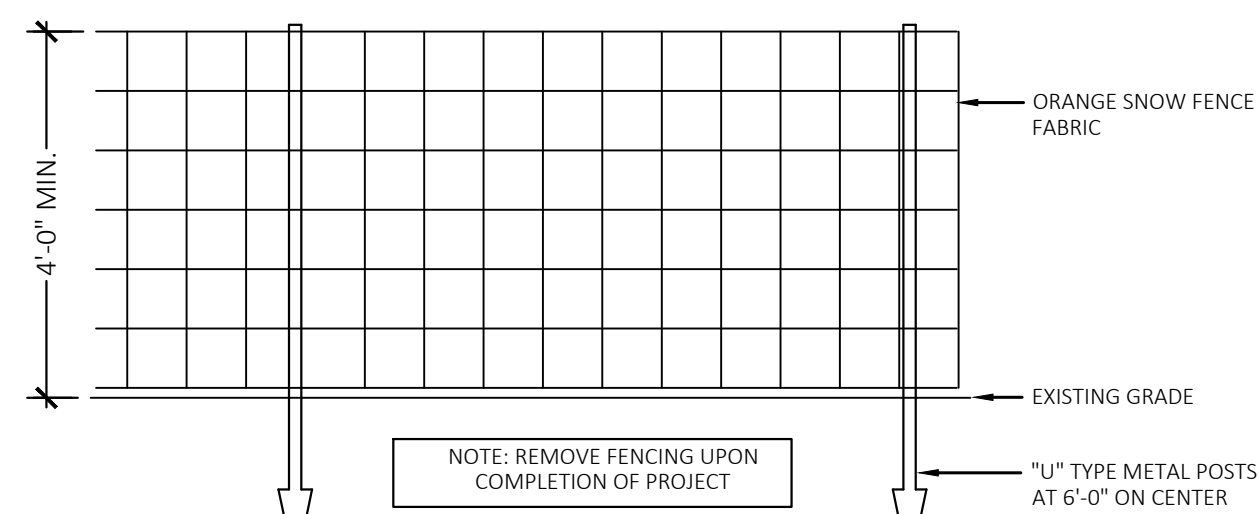 4'-0" MIN.
ORANGE SNOW FENCE
FABRIC
EXISTING GRADE
NOTE: REMOVE FENCING UPON
COMPLETION OF PROJECT
"U" TYPE METAL POSTS
AT 6'-0" ON CENTER